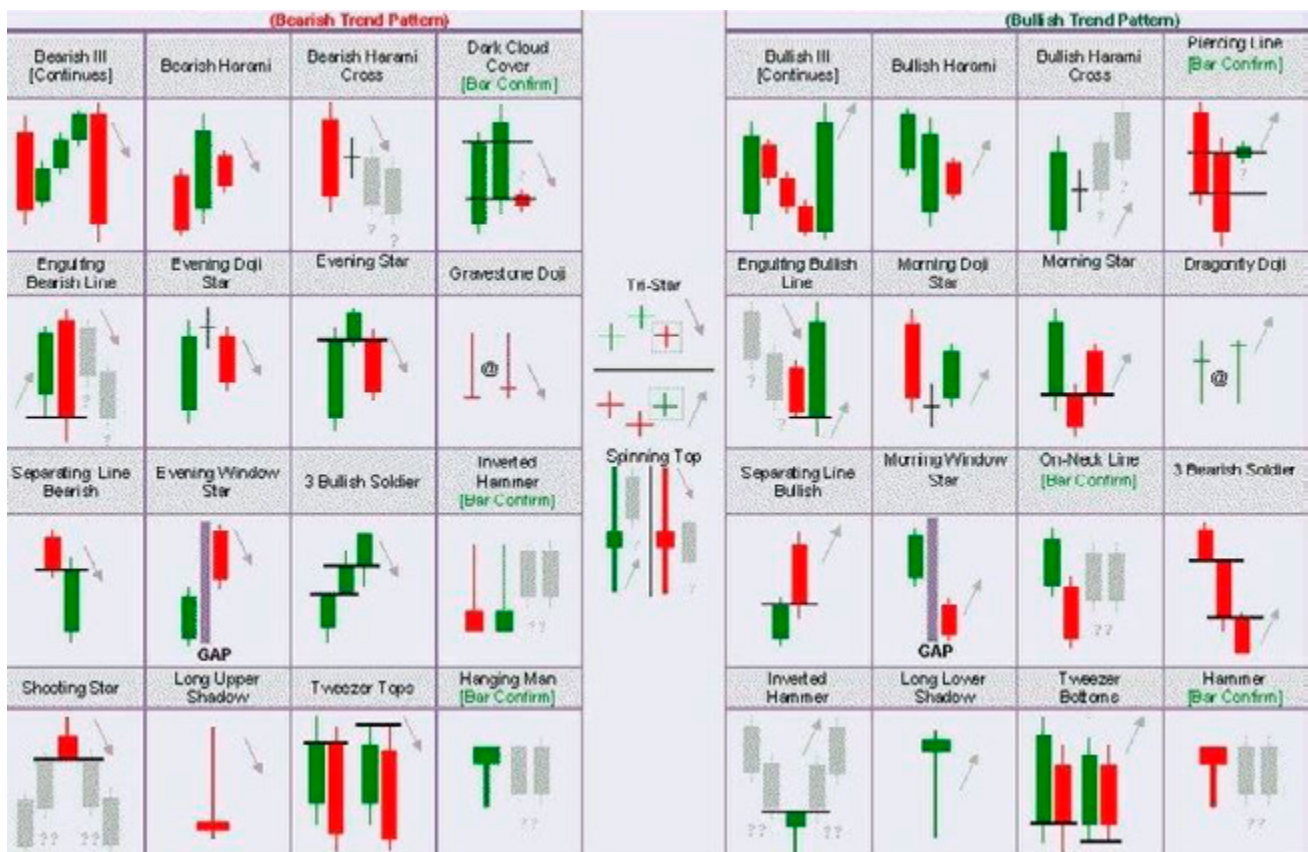 (Bearish Trend Pattern)
Bearish III
[Continues]
Bearish Harami
Bearish Harami
Cross
Dark Cloud
Cover
[Bar Confirm]
?
?
?
Engulfing
Bearish Line
Evening Doji
Star
Evening Star
Gravestone Doji
?
?
@
Separating Line
Bearish
Evening Window
Star
3 Bullish Soldier
Inverted
Hammer
[Bar Confirm]
GAP
??
Shooting Star
Long Upper
Shadow
Tweezer Tops
Hanging Man
[Bar Confirm]
??
??
??
Tri-Star
Spinning Top
?
?
(Bullish Trend Pattern)
Bullish III
[Continues]
Bullish Harami
Bullish Harami
Cross
Piercing Line
[Bar Confirm]
?
?
?
Engulfing Bullish
Line
Morning Doji
Star
Morning Star
Dragonfly Doji
?
?
@
Separating Line
Bullish
Morning Window
Star
On-Neck Line
[Bar Confirm]
3 Bearish Soldier
GAP
??
Inverted
Hammer
Long Lower
Shadow
Tweezer
Bottoms
Hammer
[Bar Confirm]
??
??
??